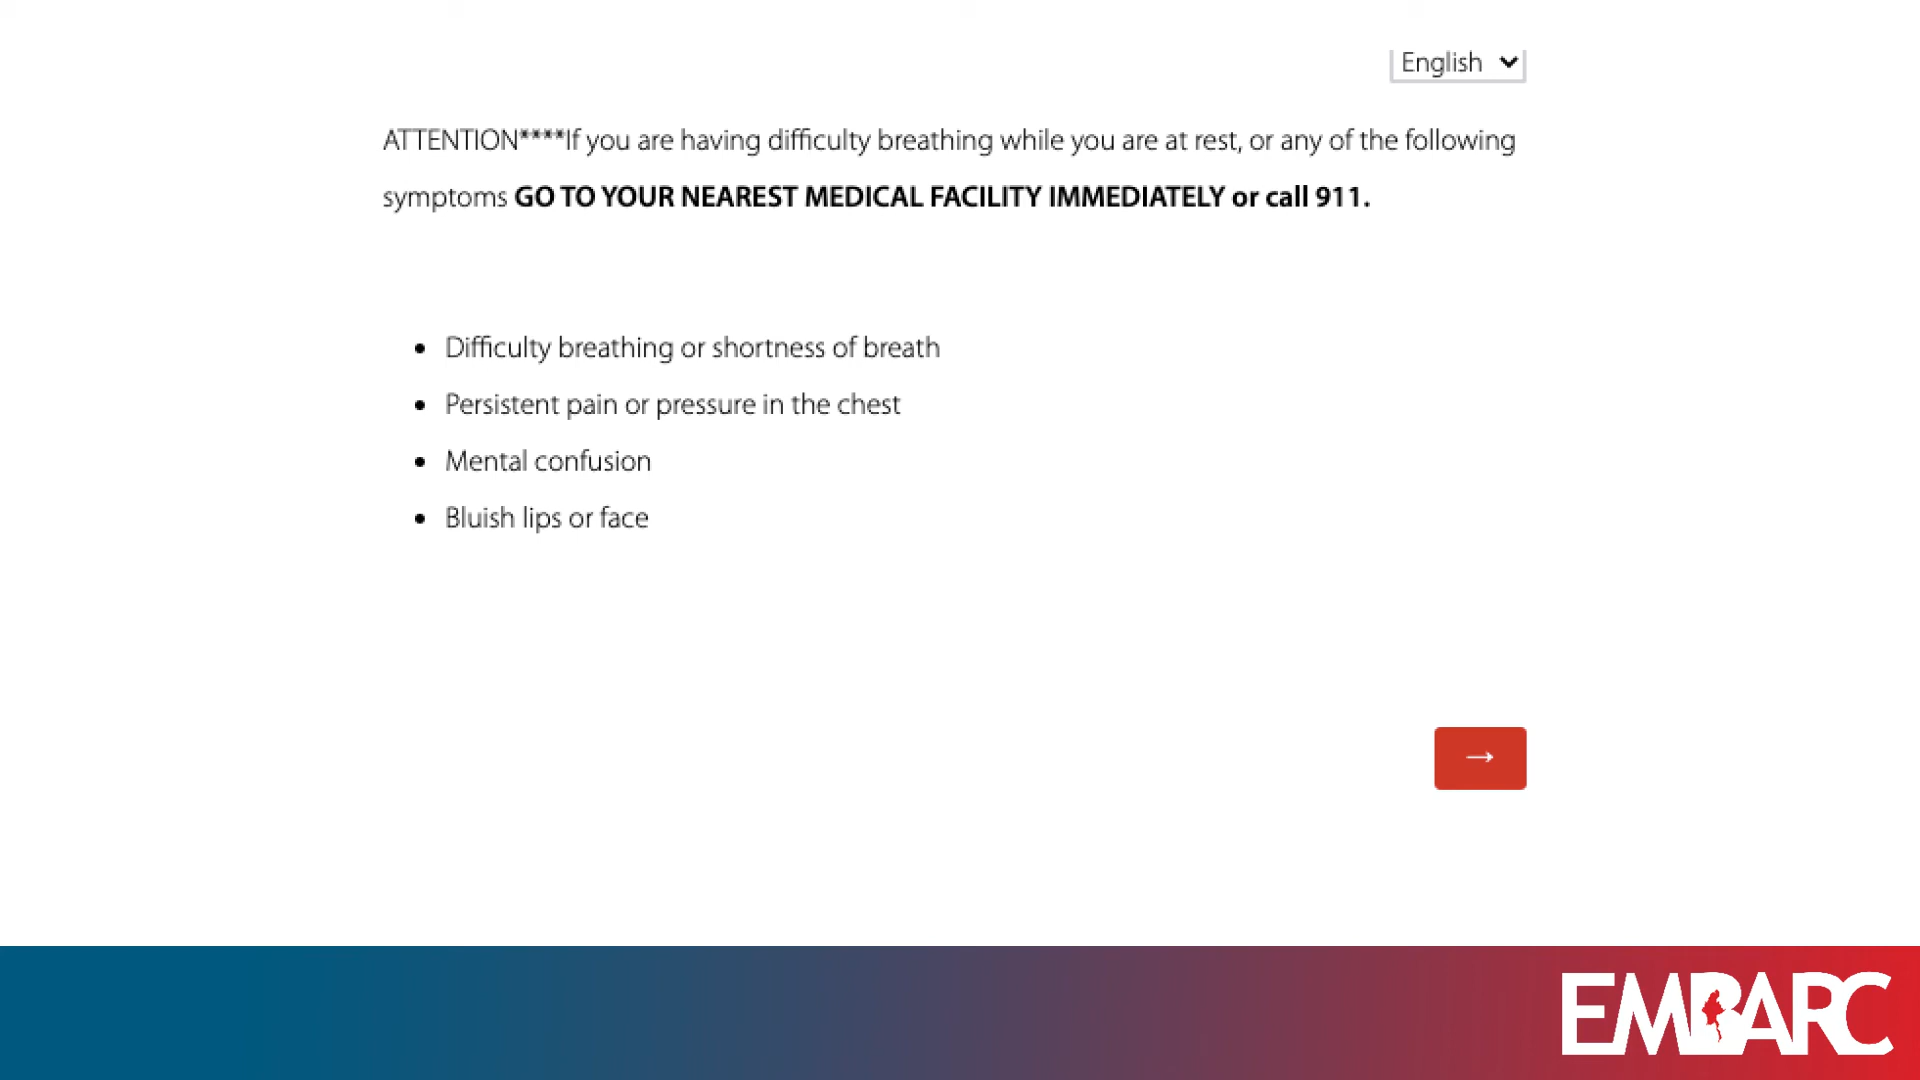 English
ATTENTION****If you are having difficulty breathing while you are at rest, or any of the following
symptoms GO TO YOUR NEAREST MEDICAL FACILITY IMMEDIATELY or call 911.
• Difficulty breathing or shortness of breath
• Persistent pain or pressure in the chest
• Mental confusion
• Bluish lips or face
→
EMBARC